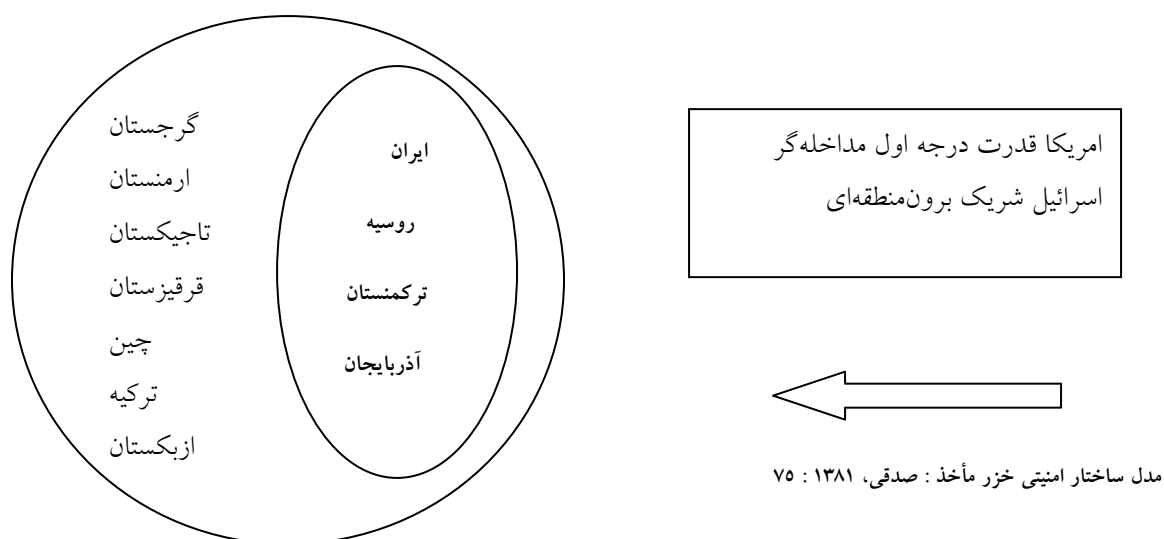 امریکا قدرت درجه اول مداخله‌گر
اسرائیل شریک برون‌منطقه‌ای
ایران
روسیه
ترکمنستان
آذربایجان
گرجستان
ارمنستان
تاجیکستان
قرقیزستان
چین
ترکیه
ازبکستان
مدل ساختار امنیتی خزر مأخذ : صدقی، ۱۳۸۱ : ۷۵